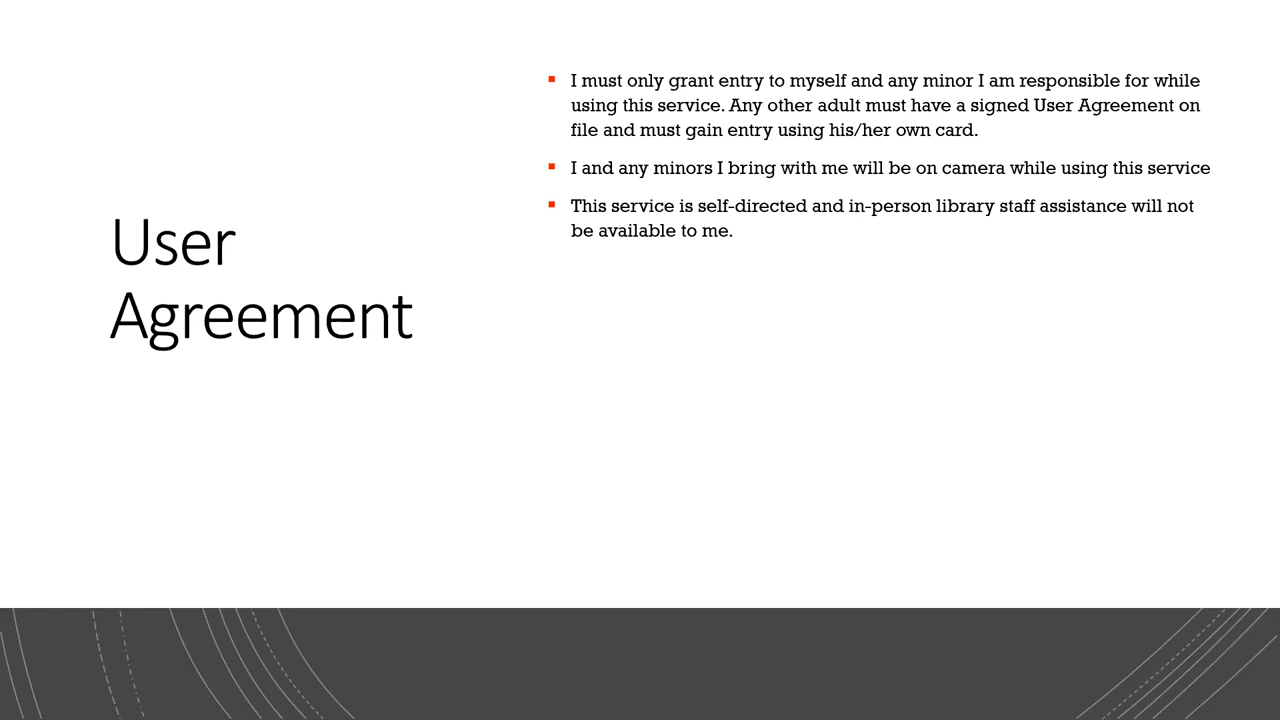 User
Agreement
I must only grant entry to myself and any minor I am responsible for while
using this service. Any other adult must have a signed User Agreement on
file and must gain entry using his/her own card.
I and any minors I bring with me will be on camera while using this service
This service is self-directed and in-person library staff assistance will not
be available to me.